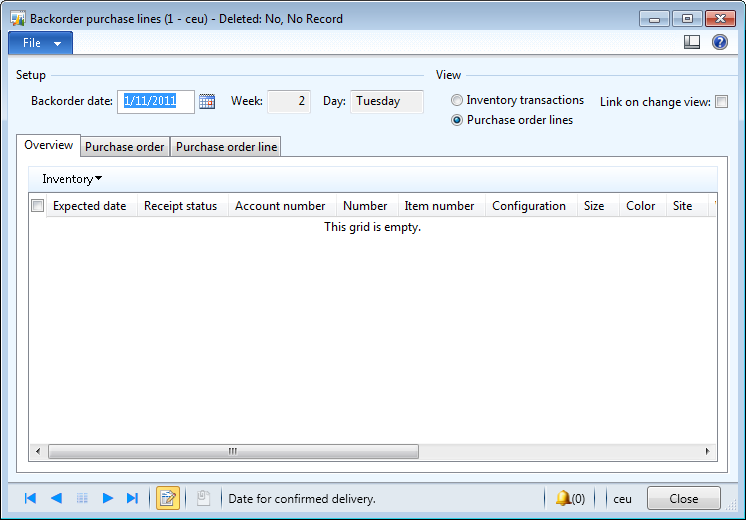 Backorder purchase lines (1 - ceu) - Deleted: No, No Record
File
Setup View
Backorder date: 1/11/2011 Week: 2 Day: Tuesday Inventory transactions Link on change view:
Purchase order lines
Overview Purchase order Purchase order line
Inventory
Expected date Receipt status Account number Number Item number Configuration Size Color Site
This grid is empty.
Date for confirmed delivery. (0) ceu Close